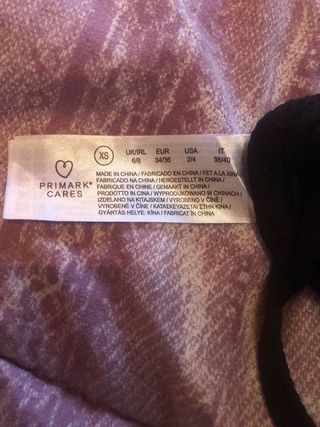 XS
UK/IRL EUR USA IT
6/8 34/36 2/4 38/40
PRIMARK®
CARES
MADE IN CHINA / FABRICADO EN CHINA / FET A LA XINA /
FABRICADO NA CHINA / HERGESTELLT IN CHINA /
FABRIQUÉ EN CHINE / GEMAAKT IN CHINA /
PRODOTTO IN CINA / WYPRODUKOWANO W CHINACH /
IZDELANO NA KITAJSKEM / VYROBENO V ČÍNĚ /
VYROBENÉ V ČÍNE / ΚΑΤΑΣΚΕΥΑΖΕΤΑΙ ΣΤΗΝ ΚΙΝΑ /
GYÁRTÁS HELYE: KÍNA / FABRICAT ÎN CHINA